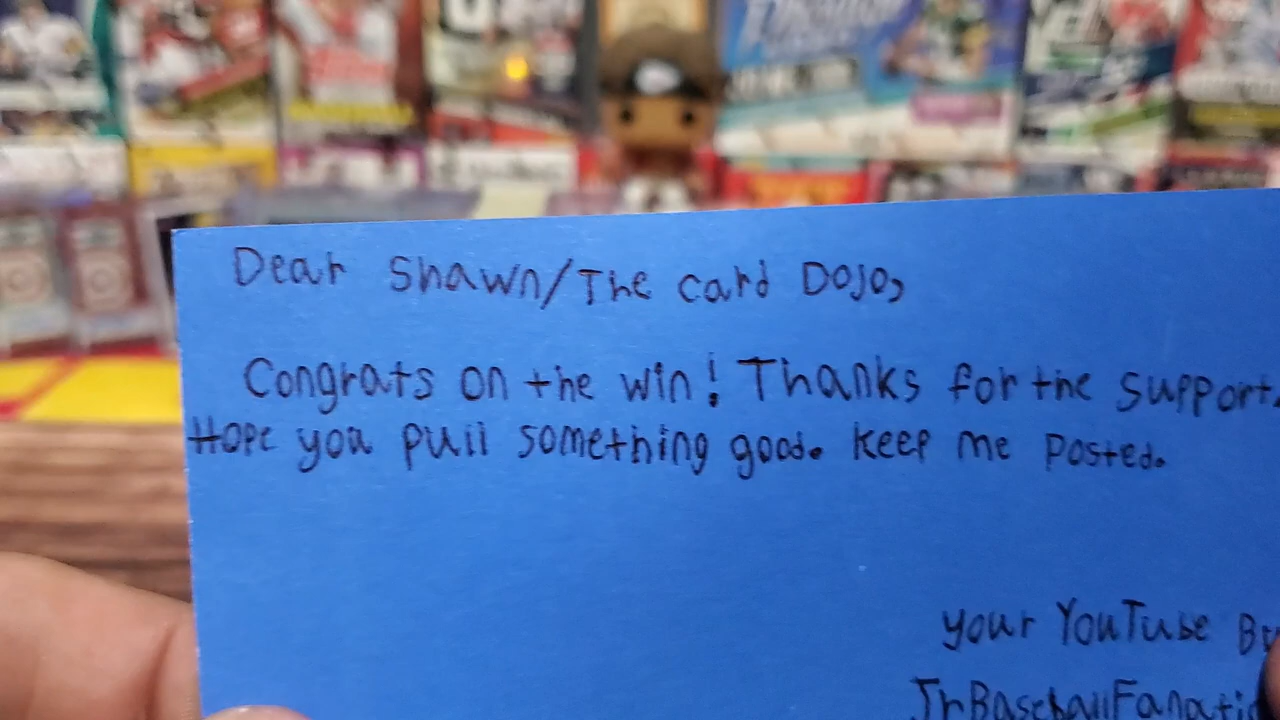 Dear Shawn/The card Dojo,
Congrats on the win! Thanks for the support.
Hope you pull something good. Keep me posted.
your YouTube
JrBaseballFanatic